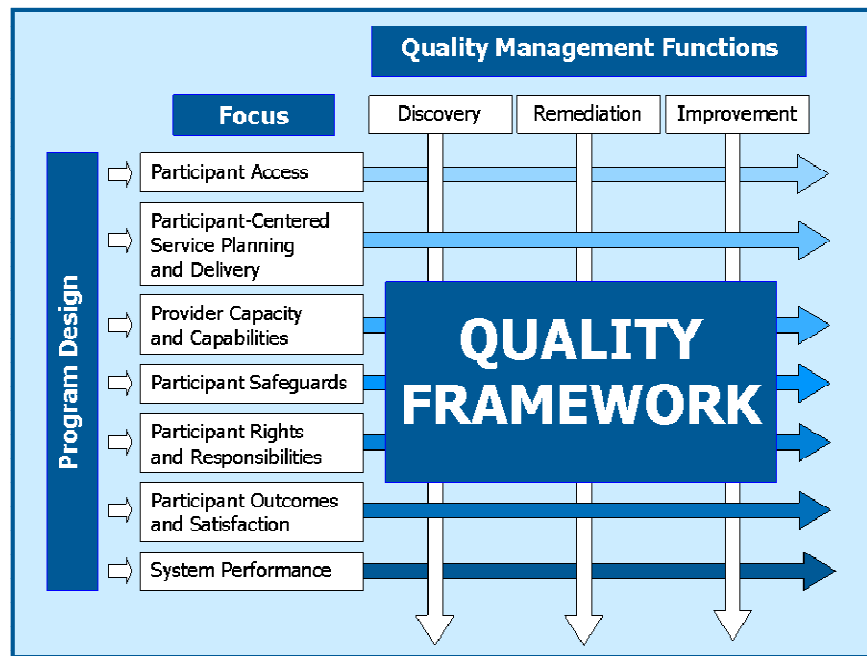 Quality Management Functions
Focus
Discovery
Remediation
Improvement
Program Design
Participant Access
Participant-Centered
Service Planning
and Delivery
Provider Capacity
and Capabilities
Participant Safeguards
Participant Rights
and Responsibilities
Participant Outcomes
and Satisfaction
System Performance
QUALITY
FRAMEWORK